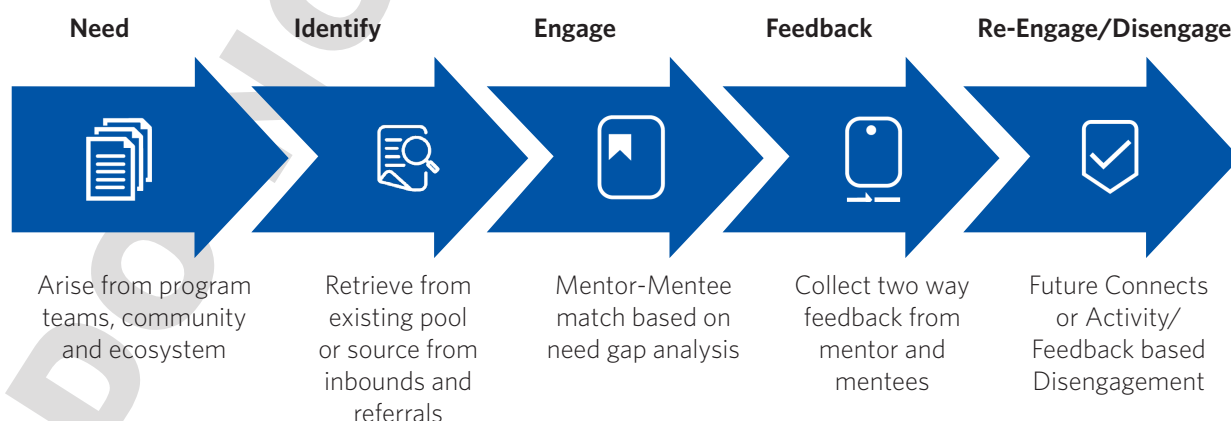 Need
Identify
Engage
Feedback
Re-Engage/Disengage
Arise from program
teams, community
and ecosystem
Retrieve from
existing pool
or source from
inbounds and
referrals
Mentor-Mentee
match based on
need gap analysis
Collect two way
feedback from
mentor and
mentees
Future Connects
or Activity/
Feedback based
Disengagement